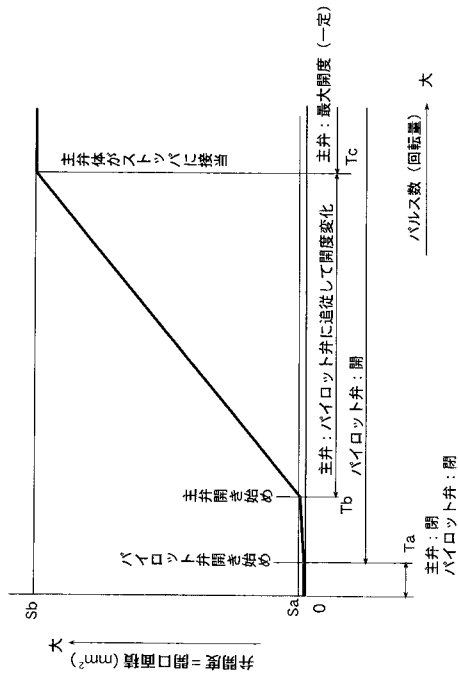 大
弁開度=開口面積(mm²)
Sb
Sa
0
パイロット弁開き始め
主弁開き始め
主弁体がストッパに接当
主弁:パイロット弁に追従して開度変化
主弁:最大開度(一定)
パイロット弁:開
Ta
Tb
Tc
主弁:閉
パイロット弁:閉
パルス数(回転量)
大